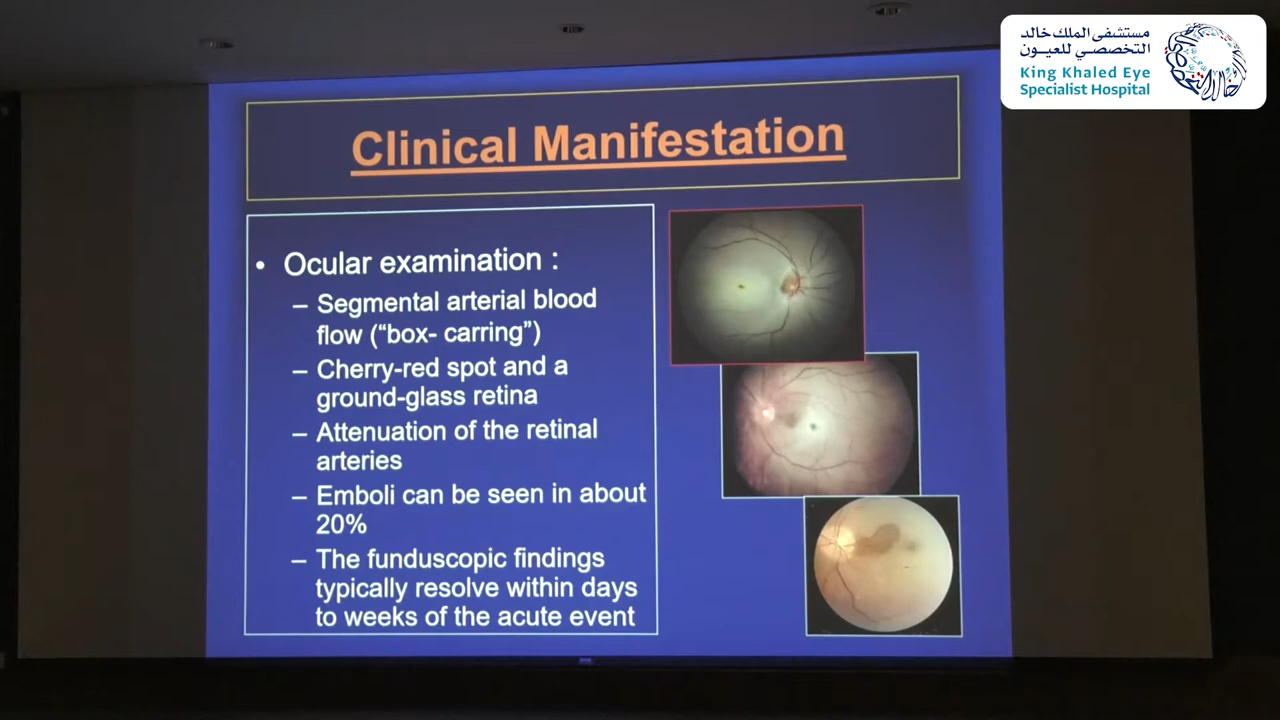 مستشفى الملك خالد
التخصصي للعيون
King Khaled Eye
Specialist Hospital
Clinical Manifestation
• Ocular examination :
– Segmental arterial blood
flow (“box- carring”)
– Cherry-red spot and a
ground-glass retina
– Attenuation of the retinal
arteries
– Emboli can be seen in about
20%
– The funduscopic findings
typically resolve within days
to weeks of the acute event